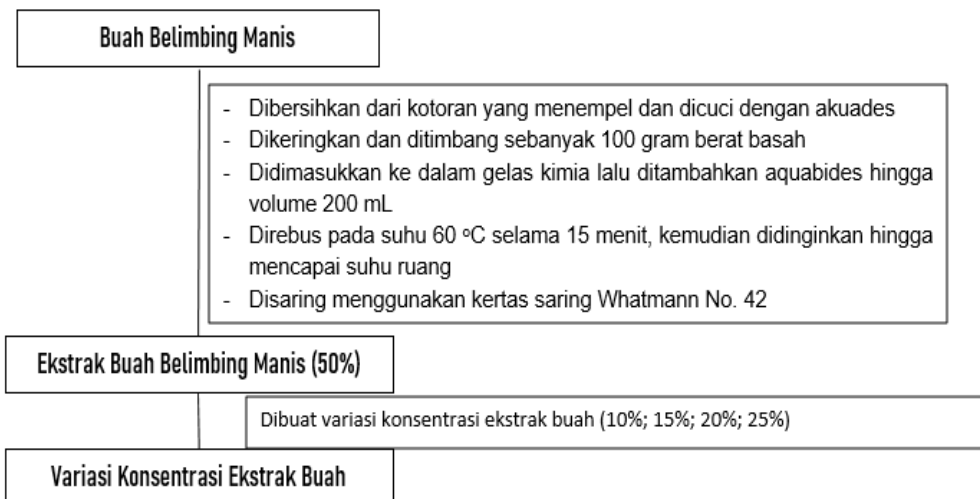 Buah Belimbing Manis
- Dibersihkan dari kotoran yang menempel dan dicuci dengan akuades
- Dikeringkan dan ditimbang sebanyak 100 gram berat basah
- Didimasukkan ke dalam gelas kimia lalu ditambahkan aquabides hingga
volume 200 mL
- Direbus pada suhu 60 ºC selama 15 menit, kemudian didinginkan hingga
mencapai suhu ruang
- Disaring menggunakan kertas saring Whatmann No. 42
Ekstrak Buah Belimbing Manis (50%)
Dibuat variasi konsentrasi ekstrak buah (10%; 15%; 20%; 25%)
Variasi Konsentrasi Ekstrak Buah